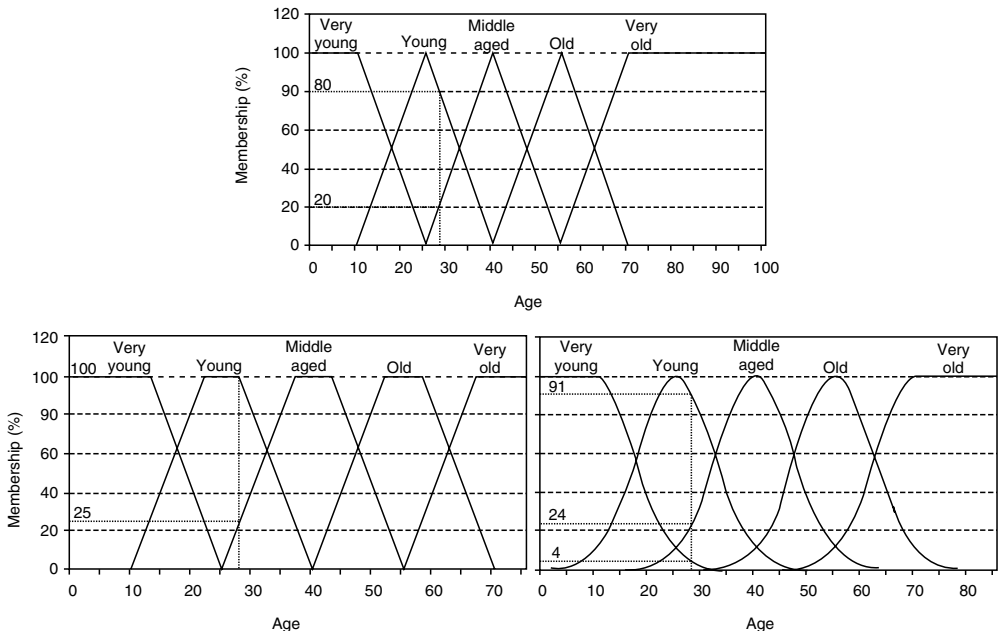 120
Very
young
Young
Middle
aged
Old
Very
old
100
80
90
60
40
20
20
0
Membership (%)
0 10 20 30 40 50 60 70 80 90 100
Age
120
Very
young
Young
Middle
aged
Old
Very
old
100
100
90
60
40
25
20
0
Membership (%)
0 10 20 30 40 50 60 70
Age
Very
young
Young
Middle
aged
Old
Very
old
91
24
4
0 10 20 30 40 50 60 70 80
Age